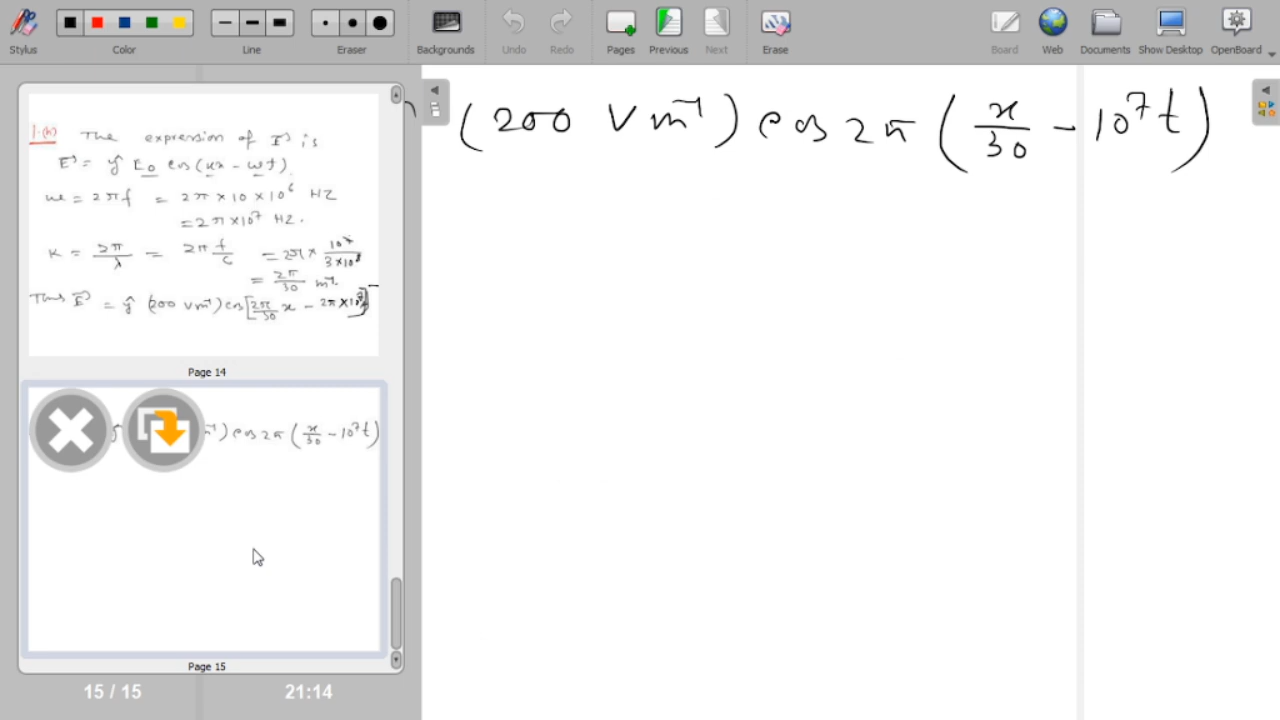 Stylus
Color
Line
Eraser
Backgrounds
Undo
Redo
Pages
Previous
Next
Erase
Board
Web
Documents
Show Desktop
OpenBoard
1.(h) The expression of E⃗ is
E⃗ = ŷ E₀ cos(kx - ωt).
ω = 2πf = 2π × 10 × 10⁶ HZ
= 2π × 10⁷ HZ.
K = 2π/λ = 2π f/c = 2π × 10⁷/3×10⁸
= 2π/30 m⁻¹.
Thus E⃗ = ŷ (200 Vm⁻¹) cos[2π/30 x - 2π×10⁷
Page 14
m⁻¹) cos 2π (x/30 - 10⁷t)
Page 15
15 / 15
21:14
(200 Vm⁻¹) cos 2π (x/30 - 10⁷t)